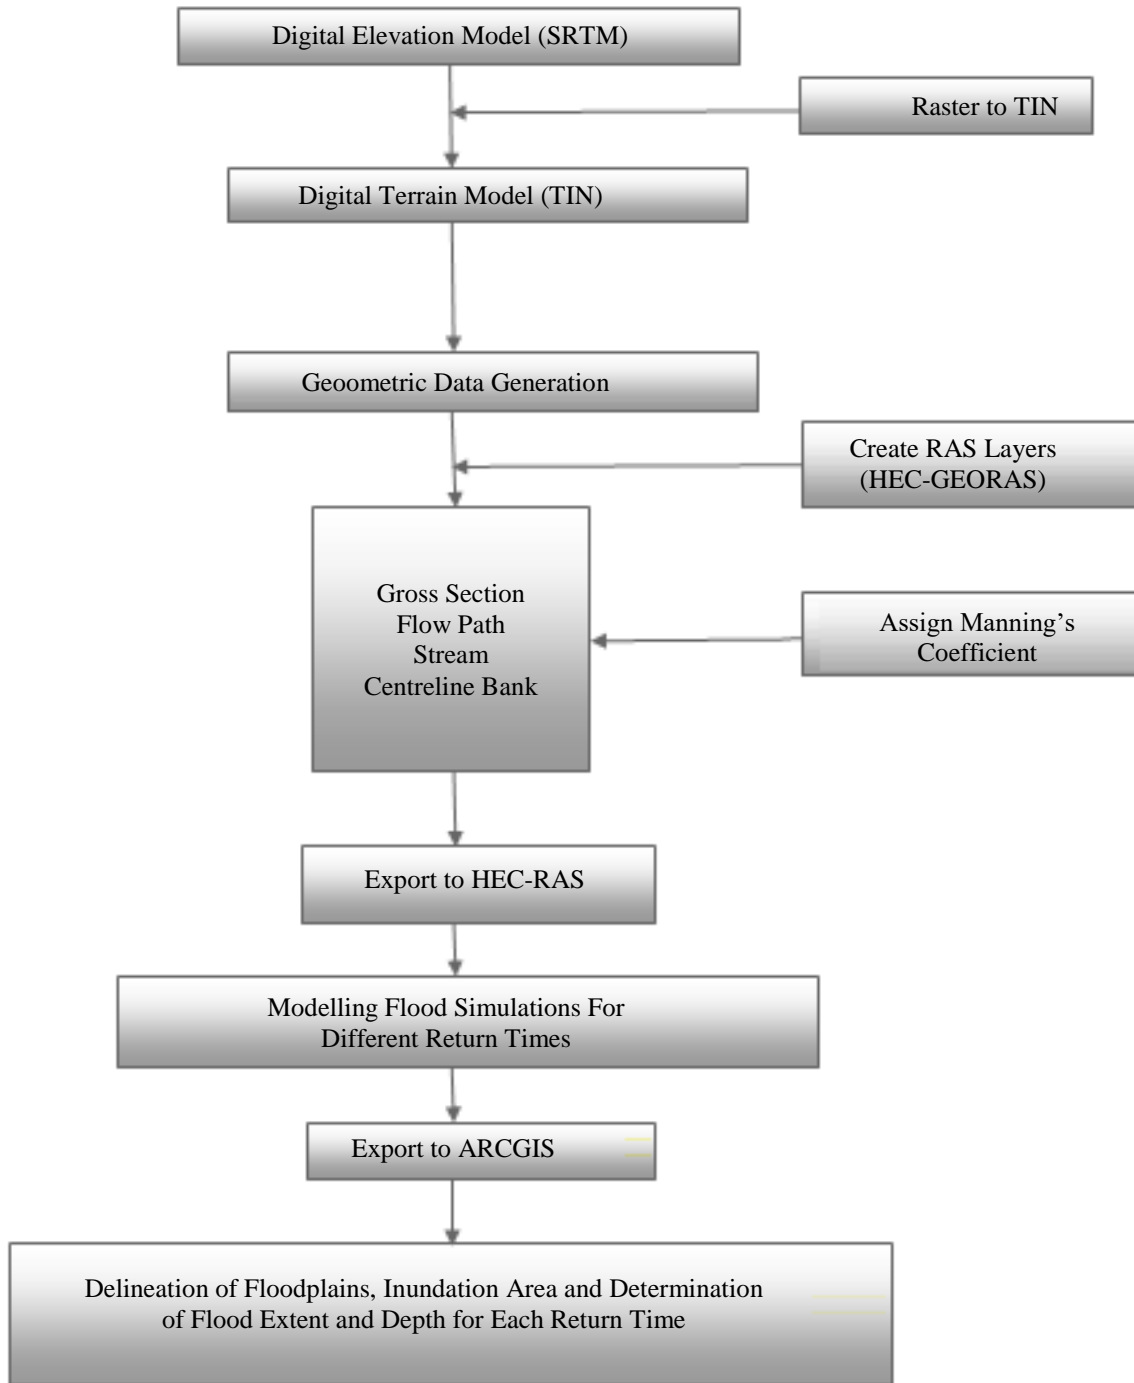 Digital Elevation Model (SRTM)
Raster to TIN
Digital Terrain Model (TIN)
Geoometric Data Generation
Create RAS Layers
(HEC-GEORAS)
Gross Section
Flow Path
Stream
Centreline Bank
Assign Manning’s
Coefficient
Export to HEC-RAS
Modelling Flood Simulations For
Different Return Times
Export to ARCGIS
Delineation of Floodplains, Inundation Area and Determination
of Flood Extent and Depth for Each Return Time